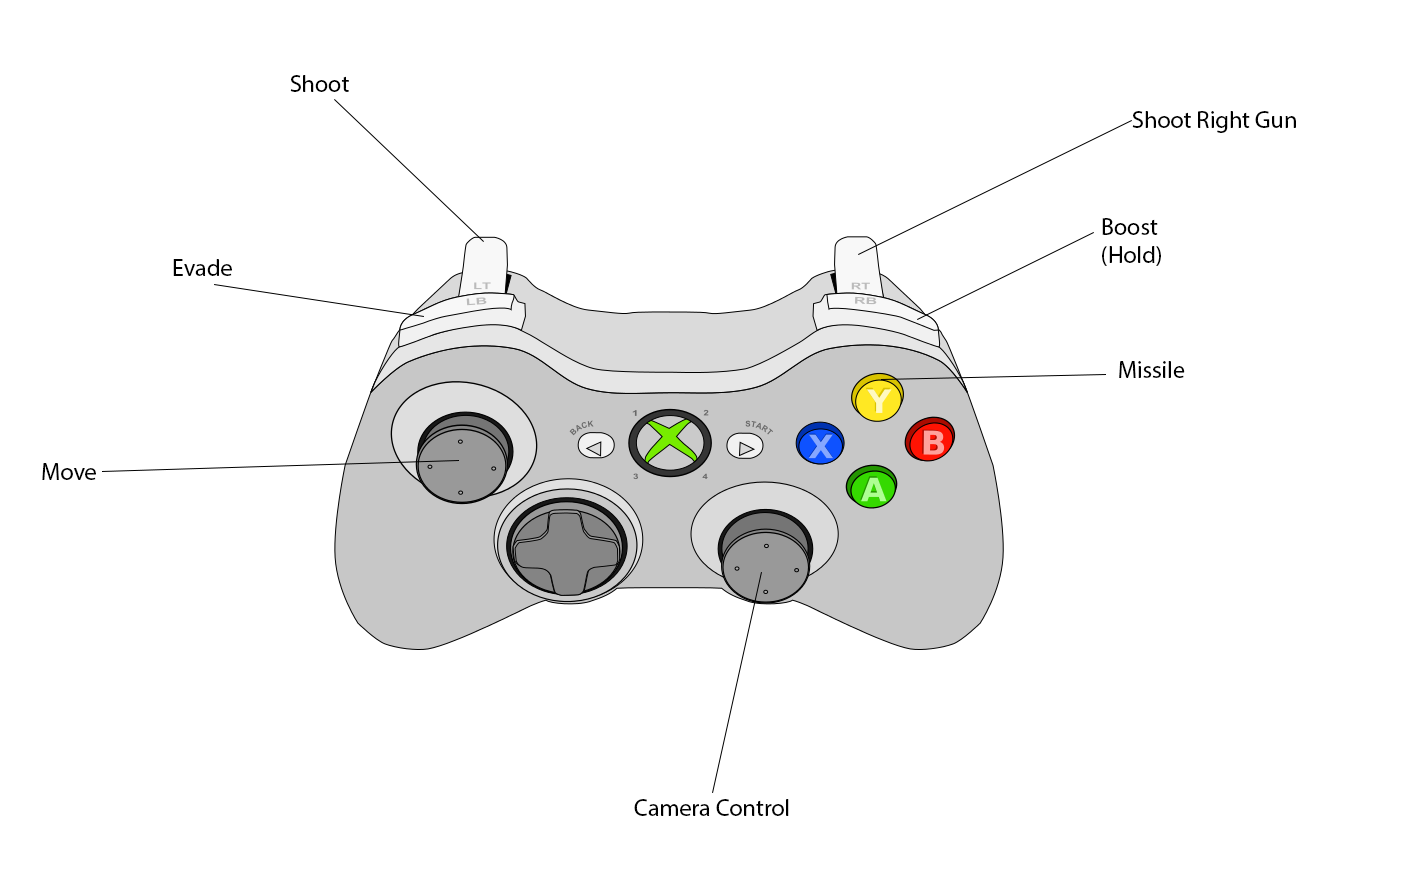 Shoot
Shoot Right Gun
Boost
(Hold)
Evade
LT
RT
LB
RB
Missile
Y
1
2
BACK
START
X
B
Move
3
4
A
Camera Control